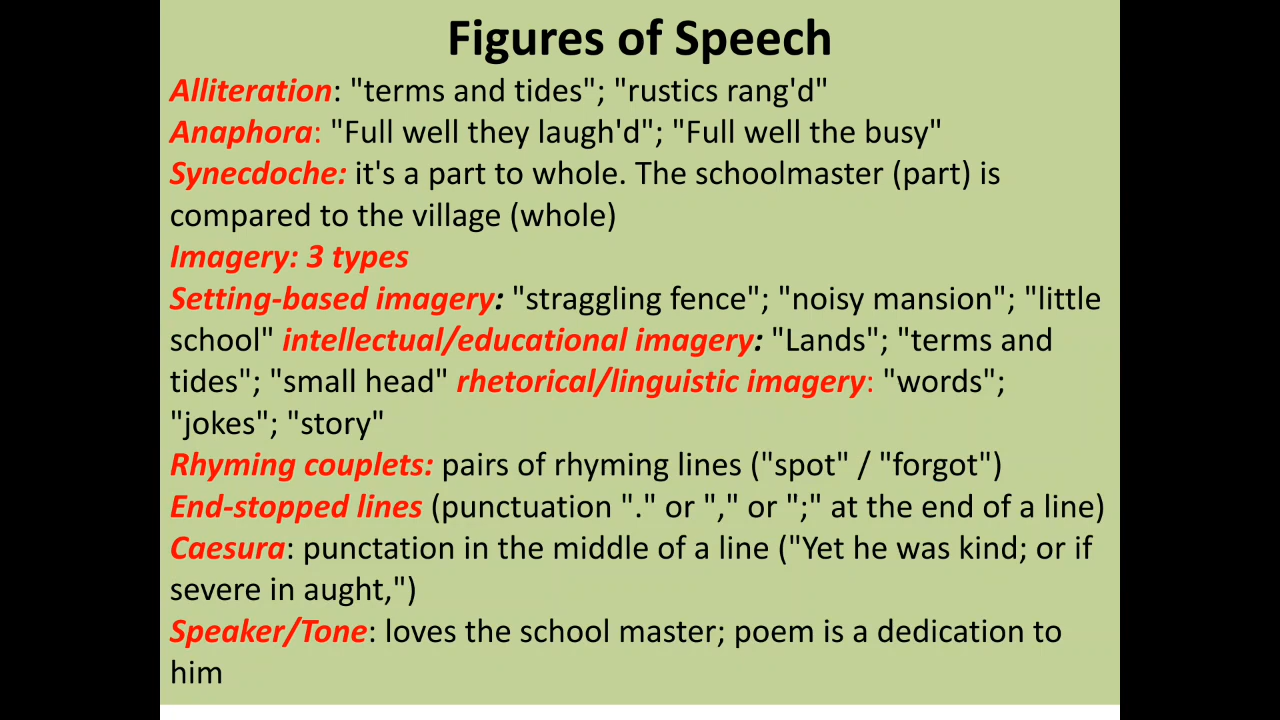 Figures of Speech
Alliteration: "terms and tides"; "rustics rang'd"
Anaphora: "Full well they laugh'd"; "Full well the busy"
Synecdoche: it's a part to whole. The schoolmaster (part) is
compared to the village (whole)
Imagery: 3 types
Setting-based imagery: "straggling fence"; "noisy mansion"; "little
school" intellectual/educational imagery: "Lands"; "terms and
tides"; "small head" rhetorical/linguistic imagery: "words";
"jokes"; "story"
Rhyming couplets: pairs of rhyming lines ("spot" / "forgot")
End-stopped lines (punctuation "." or "," or ";" at the end of a line)
Caesura: punctation in the middle of a line ("Yet he was kind; or if
severe in aught,")
Speaker/Tone: loves the school master; poem is a dedication to
him